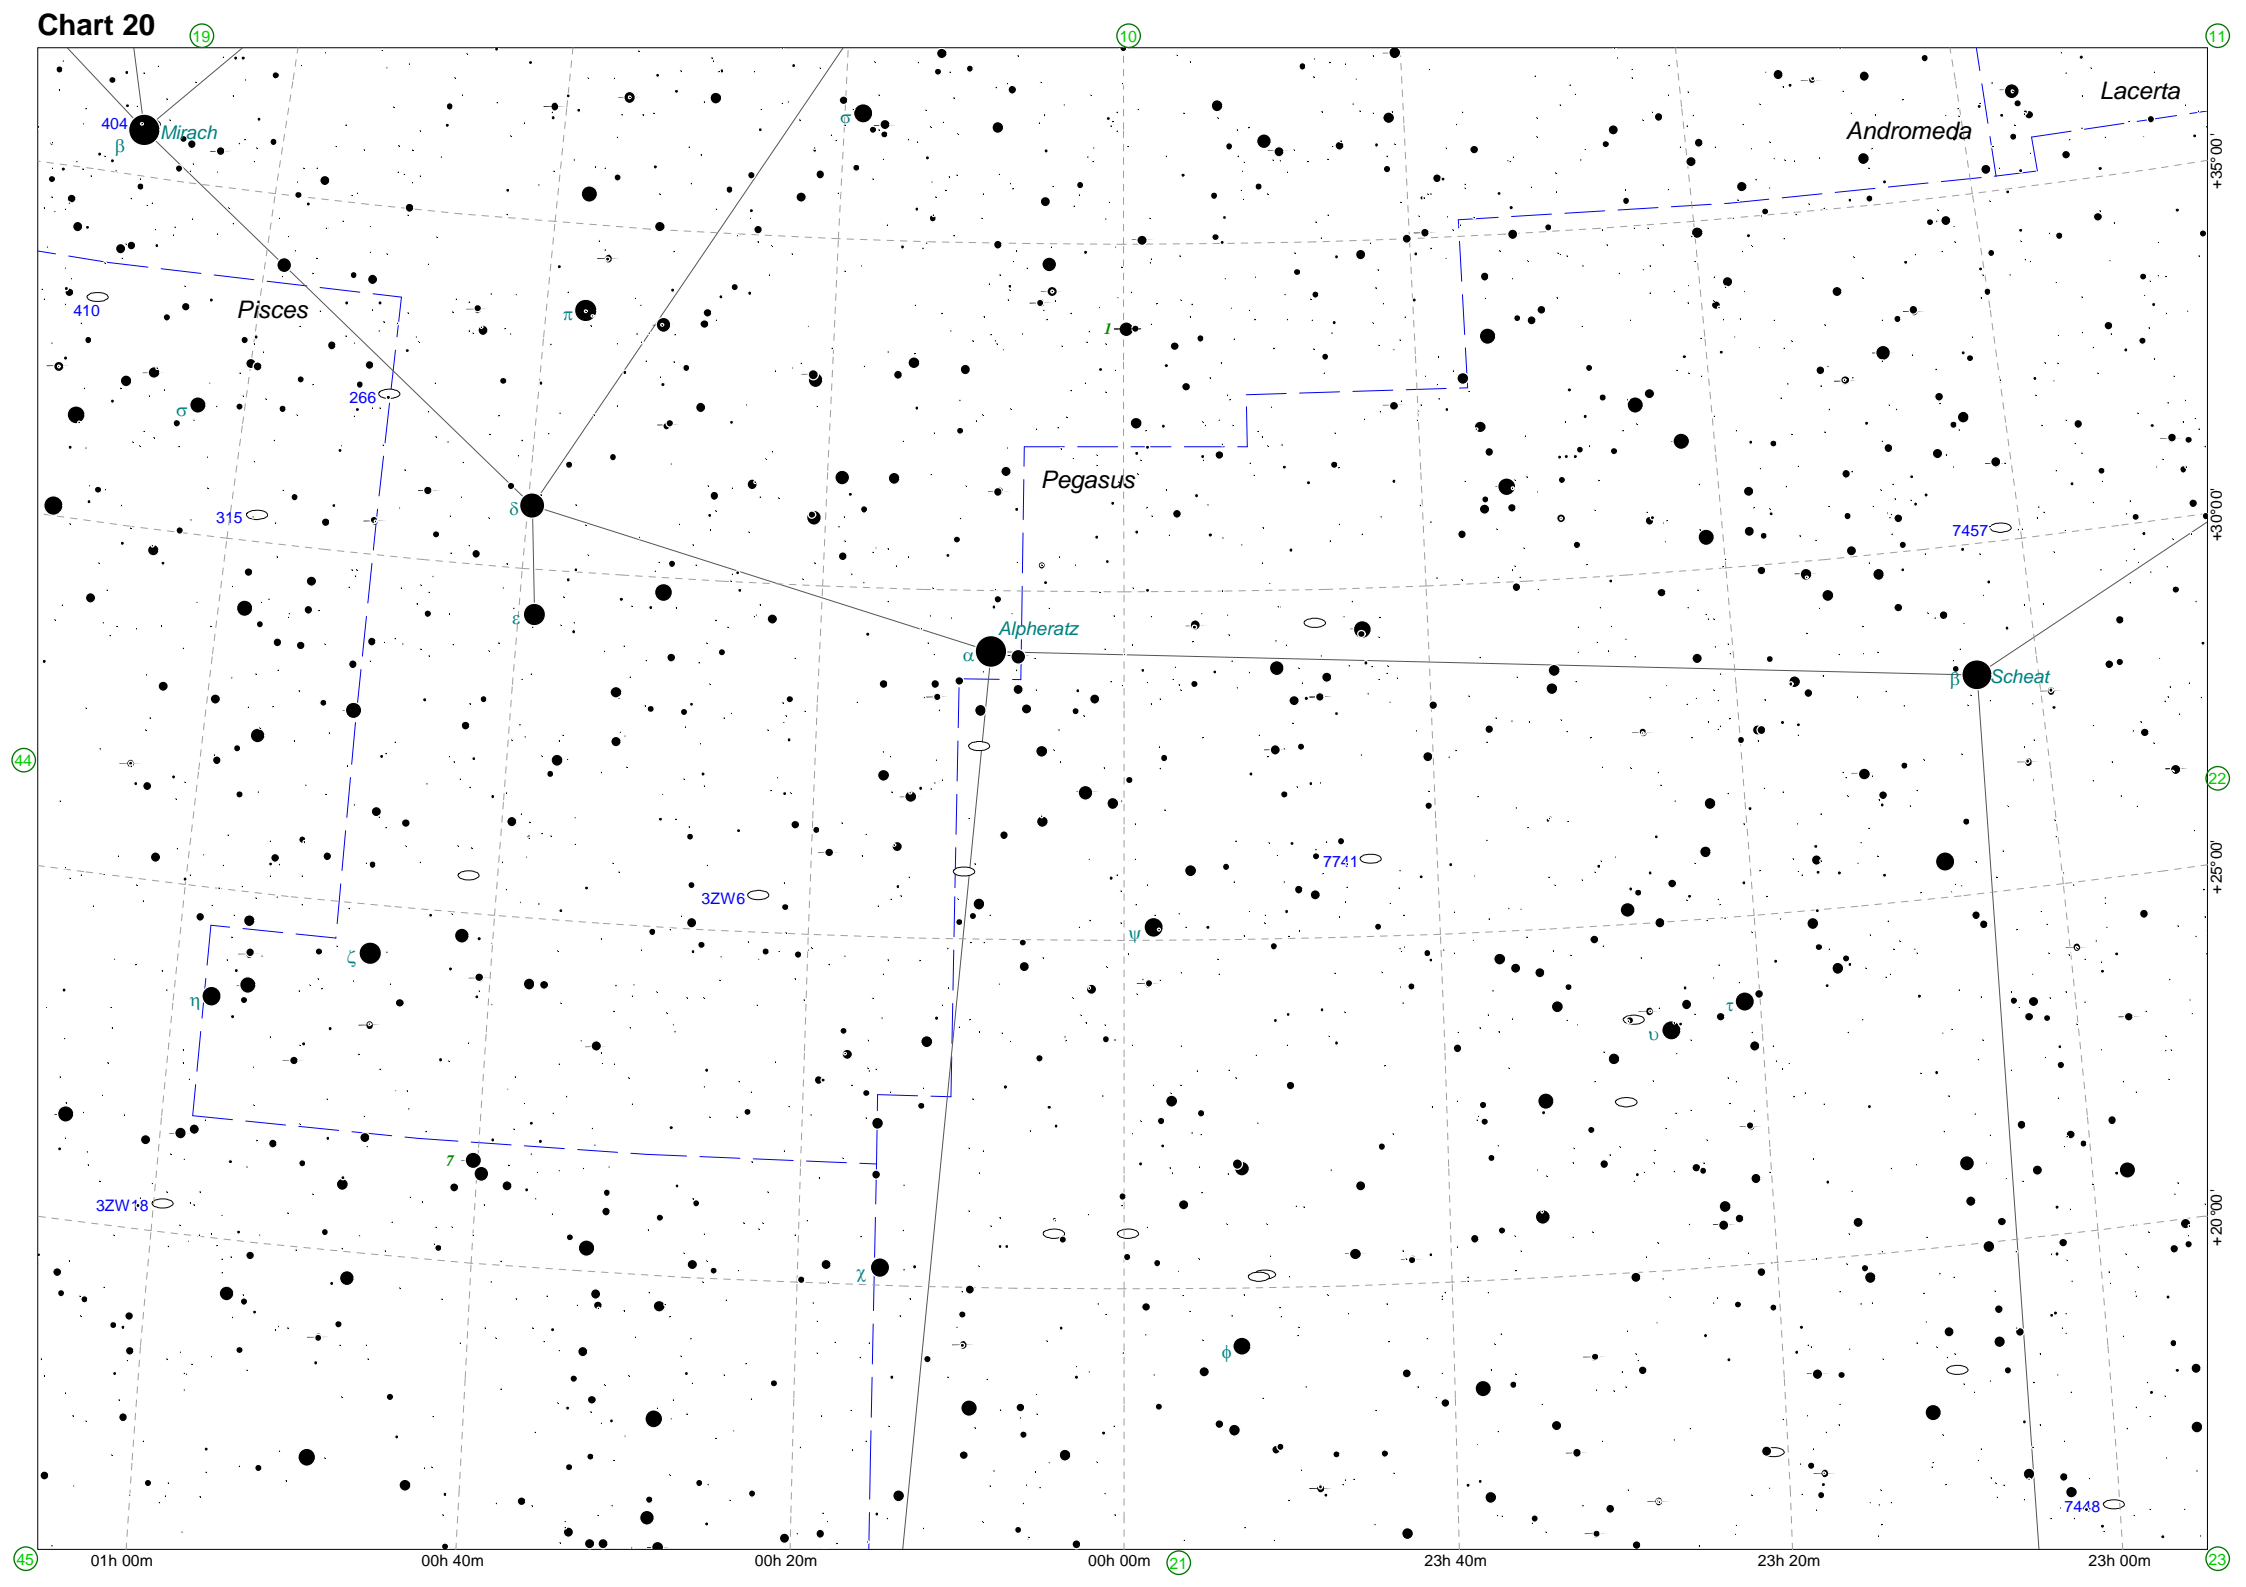 Chart 20
19
10
11
Lacerta
404
Mirach
β
σ
Andromeda
+35°00'
410
Pisces
π
1
266
σ
Pegasus
315
δ
7457
+30°00'
ε
Alpheratz
α
β
Scheat
44
22
7741
3ZW6
+25°00'
ψ
ζ
η
τ
υ
7
3ZW18
+20°00'
χ
ϕ
7448
45
01h 00m
00h 40m
00h 20m
00h 00m
21
23h 40m
23h 20m
23h 00m
23